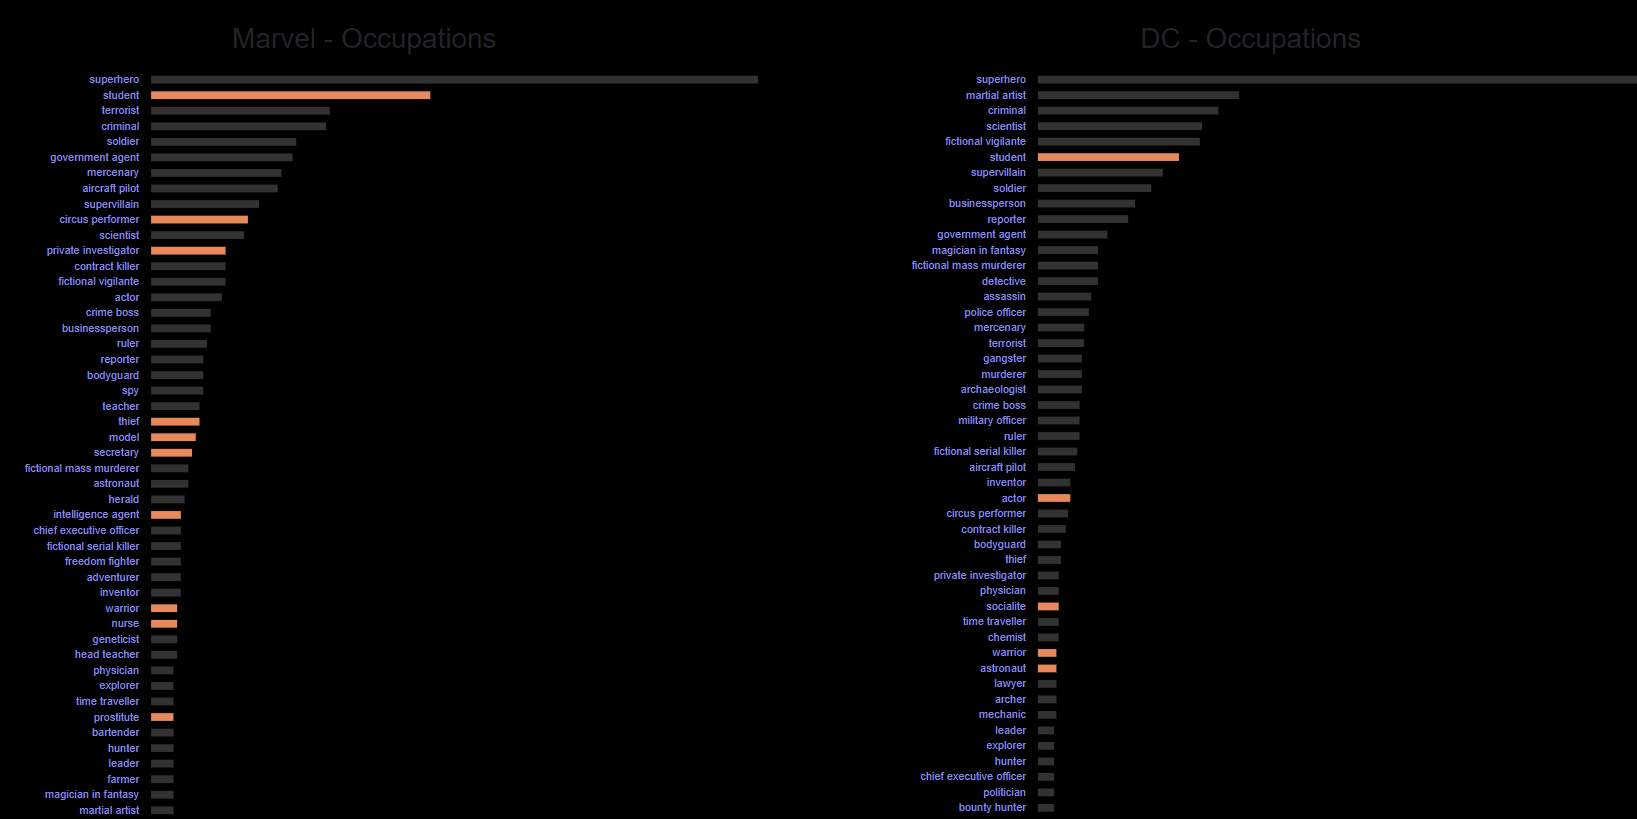 Marvel - Occupations
superhero
student
terrorist
criminal
soldier
government agent
mercenary
aircraft pilot
supervillain
circus performer
scientist
private investigator
contract killer
fictional vigilante
actor
crime boss
businessperson
ruler
reporter
bodyguard
spy
teacher
thief
model
secretary
fictional mass murderer
astronaut
herald
intelligence agent
chief executive officer
fictional serial killer
freedom fighter
adventurer
inventor
warrior
nurse
geneticist
head teacher
physician
explorer
time traveller
prostitute
bartender
hunter
leader
farmer
magician in fantasy
martial artist
DC - Occupations
superhero
martial artist
criminal
scientist
fictional vigilante
student
supervillain
soldier
businessperson
reporter
government agent
magician in fantasy
fictional mass murderer
detective
assassin
police officer
mercenary
terrorist
gangster
murderer
archaeologist
crime boss
military officer
ruler
fictional serial killer
aircraft pilot
inventor
actor
circus performer
contract killer
bodyguard
thief
private investigator
physician
socialite
time traveller
chemist
warrior
astronaut
lawyer
archer
mechanic
leader
explorer
hunter
chief executive officer
politician
bounty hunter